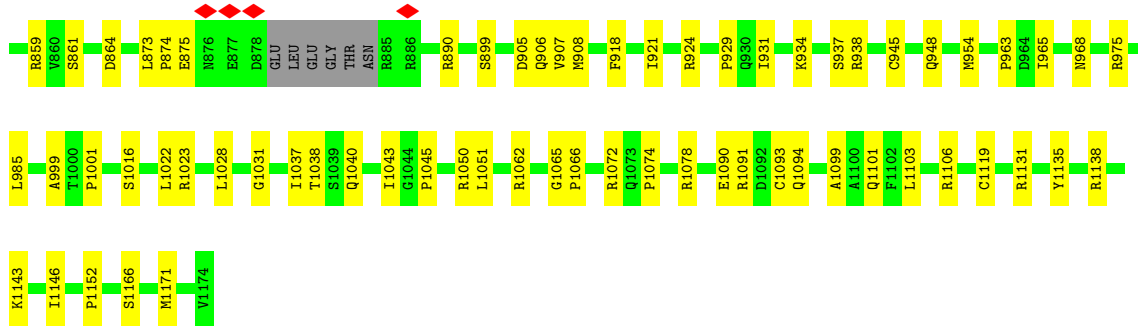 R859 V860 S861 D864 L873 P874 E875 N876 E877 D878 GLU LEU GLU GLY THR ASN R885 R886 R890 S899 D905 Q906 V907 M908 F918 I921 R924 P929 Q930 I931 K934 S937 R938 C945 Q948 M954 P963 D964 I965 N968 R975
L985 A999 T1000 P1001 S1016 L1022 R1023 L1028 G1031 I1037 T1038 S1039 Q1040 I1043 G1044 P1045 R1050 L1051 R1062 G1065 P1066 R1072 Q1073 P1074 R1078 E1090 R1091 D1092 C1093 Q1094 A1099 A1100 Q1101 F1102 L1103 R1106 C1119 R1131 Y1135 R1138
K1143 I1146 P1152 S1166 M1171 V1174